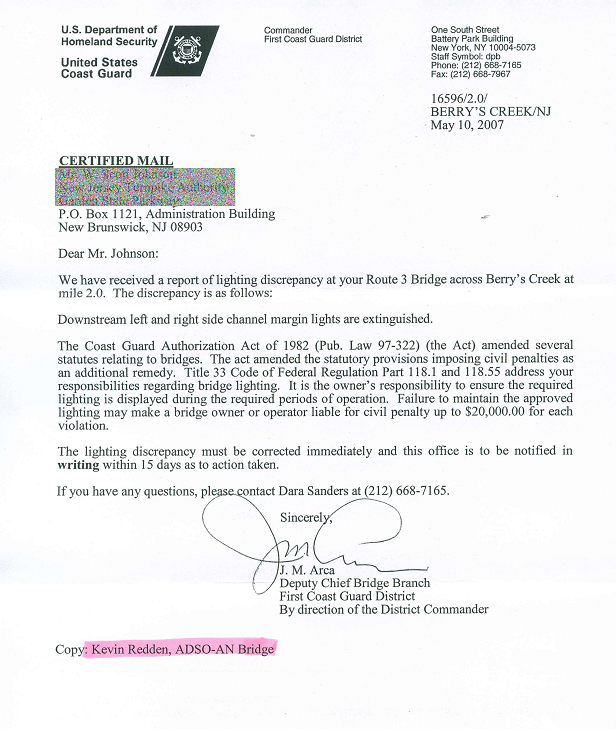 U.S. Department of
Homeland Security
United States
Coast Guard
Commander
First Coast Guard District
One South Street
Battery Park Building
New York, NY 10004-5073
Staff Symbol: dpb
Phone: (212) 668-7165
Fax: (212) 668-7967
16596/2.0/
BERRY'S CREEK/NJ
May 10, 2007
CERTIFIED MAIL
P.O. Box 1121, Administration Building
New Brunswick, NJ 08903
Dear Mr. Johnson:
We have received a report of lighting discrepancy at your Route 3 Bridge across Berry's Creek at
mile 2.0.  The discrepancy is as follows:
Downstream left and right side channel margin lights are extinguished.
The Coast Guard Authorization Act of 1982 (Pub. Law 97-322) (the Act) amended several
statutes relating to bridges.  The act amended the statutory provisions imposing civil penalties as
an additional remedy.  Title 33 Code of Federal Regulation Part 118.1 and 118.55 address your
responsibilities regarding bridge lighting.  It is the owner's responsibility to ensure the required
lighting is displayed during the required periods of operation.  Failure to maintain the approved
lighting may make a bridge owner or operator liable for civil penalty up to $20,000.00 for each
violation.
The lighting discrepancy must be corrected immediately and this office is to be notified in
writing within 15 days as to action taken.
If you have any questions, please contact Dara Sanders at (212) 668-7165.
Sincerely,
J. M. Arca
Deputy Chief Bridge Branch
First Coast Guard District
By direction of the District Commander
Copy: Kevin Redden, ADSO-AN Bridge